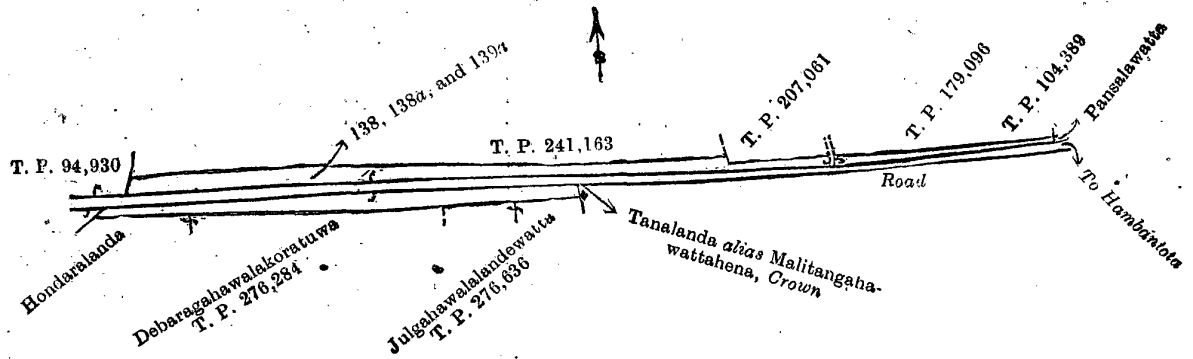 T. P. 94,930
138, 138a, and 139a
T. P. 241,163
T. P. 207,061
T. P. 179,096
T. P. 104,389
Pansalawatta
Road
To Hambantota
Hondaralanda
Debaragahawalakoratuwa
T. P. 276,284
Julgahawalalandewatta
T. P. 276,636
Tanalanda alias Malitangaha-
wattahena, Crown